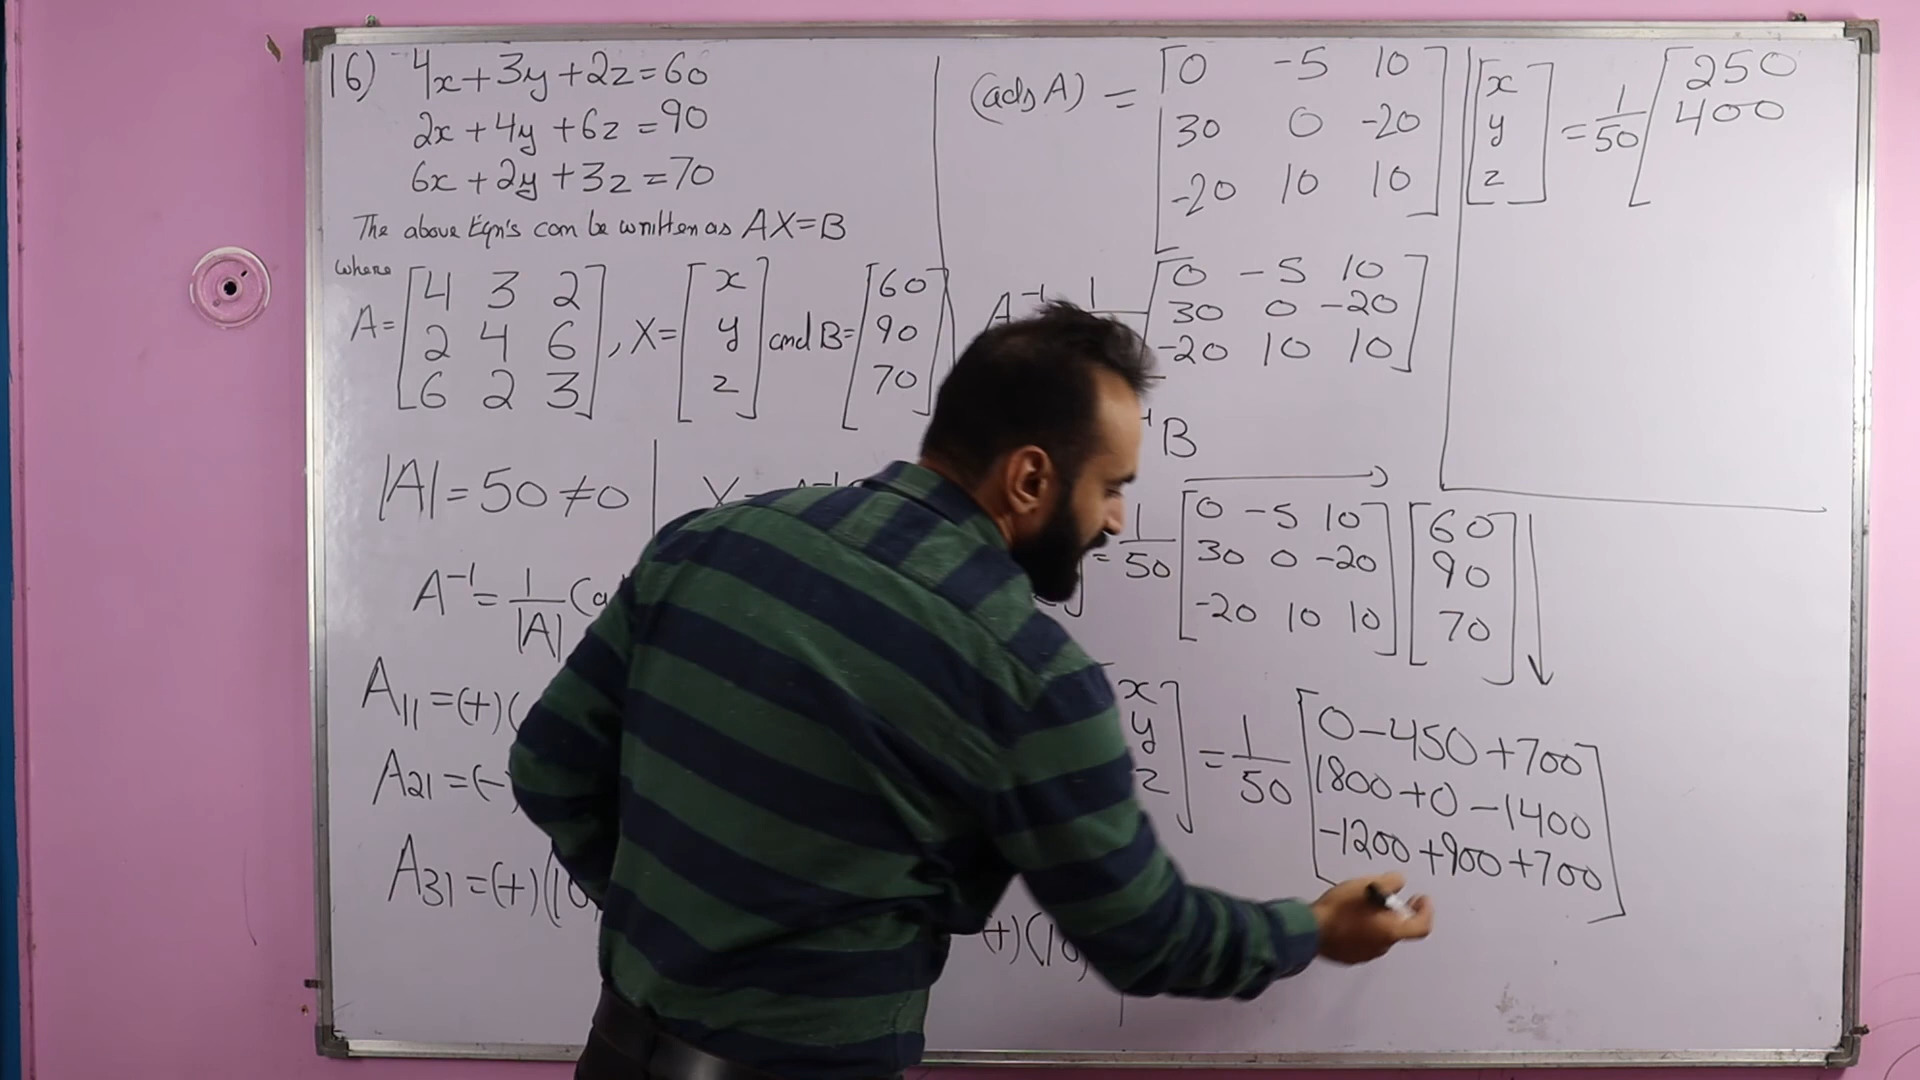 16) 4x+3y+2z=60
2x+4y+6z=90
6x+2y+3z=70
The above Eqn's can be written as AX=B
where
A= [4 3 2
2 4 6
6 2 3], X= [x
y
z] and B= [60
90
70]
|A|=50≠0
A⁻¹=1/|A| (a
A11=(+)(
A21=(-)
A31=(+)(10
(adj A) = [0 -5 10
30 0 -20
-20 10 10]
[0 -5 10
30 0 -20
-20 10 10]
B
=1/50 [0 -5 10
30 0 -20
-20 10 10] [60
90
70]
[x
y
z] =1/50 [0-450+700
1800+0-1400
-1200+900+700]
(+)(10
[x
y
z] =1/50 [250
400